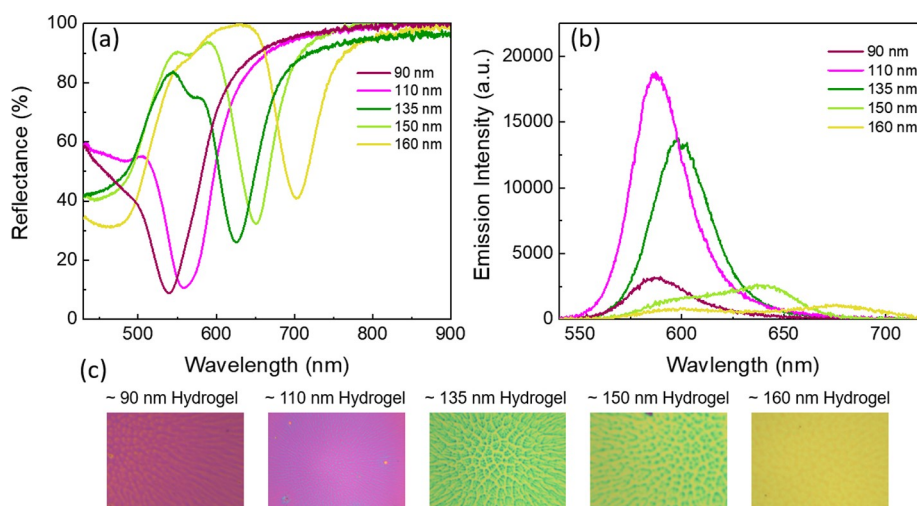 (a)
Reflectance (%)
100
80
60
40
20
0
500
600
700
800
900
Wavelength (nm)
90 nm
110 nm
135 nm
150 nm
160 nm
(b)
Emission Intensity (a.u.)
20000
15000
10000
5000
0
550
600
650
700
Wavlength (nm)
90 nm
110 nm
135 nm
150 nm
160 nm
(c)
~ 90 nm Hydrogel
~ 110 nm Hydrogel
~ 135 nm Hydrogel
~ 150 nm Hydrogel
~ 160 nm Hydrogel